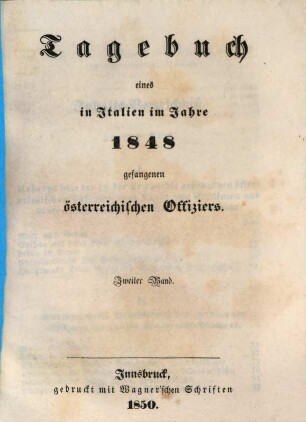 Tagebuch
eines
in Italien im Jahre
1848
gefangenen
österreichischen Offiziers.
Zweiter Band.
Innsbruck,
gedruckt mit Wagner'schen Schriften
1850.